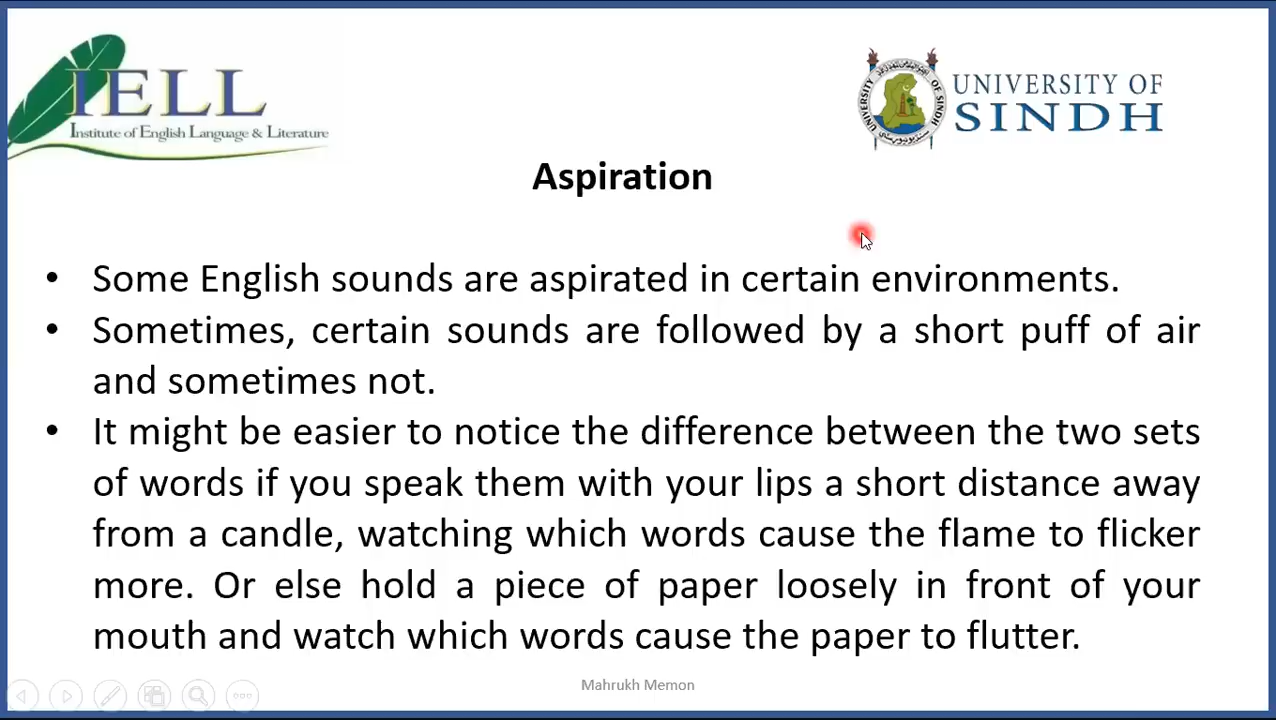 IELL
Institute of English Language & Literature
UNIVERSITY OF
SINDH
Aspiration
• Some English sounds are aspirated in certain environments.
• Sometimes, certain sounds are followed by a short puff of air
and sometimes not.
• It might be easier to notice the difference between the two sets
of words if you speak them with your lips a short distance away
from a candle, watching which words cause the flame to flicker
more. Or else hold a piece of paper loosely in front of your
mouth and watch which words cause the paper to flutter.
Mahrukh Memon